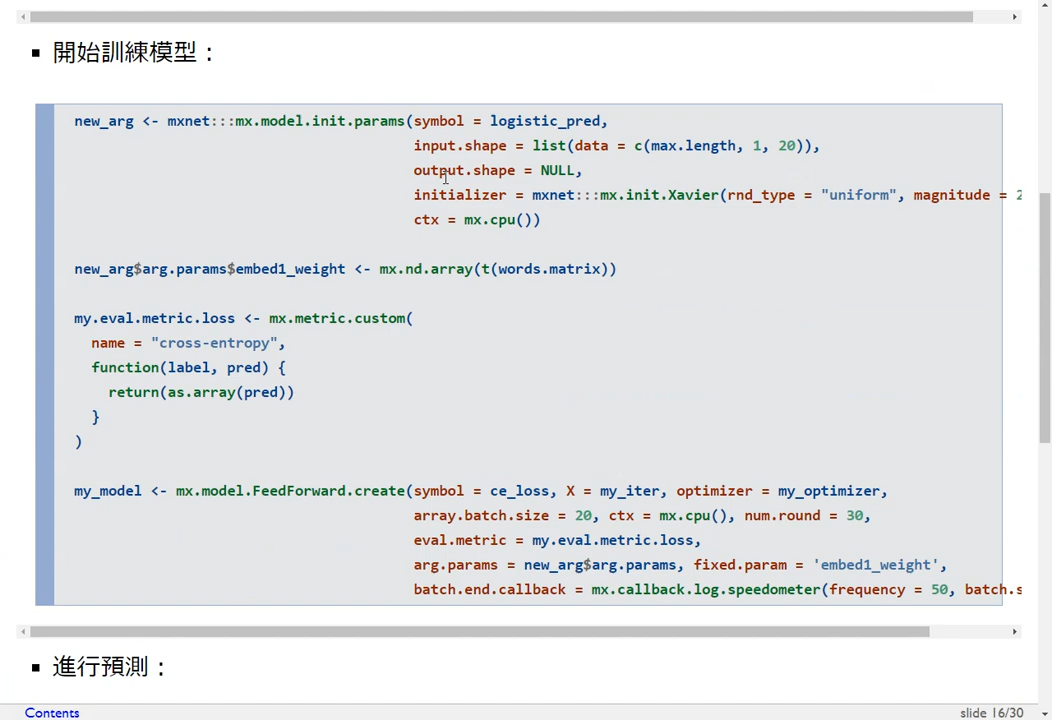 開始訓練模型：
new_arg <- mxnet:::mx.model.init.params(symbol = logistic_pred,
input.shape = list(data = c(max.length, 1, 20)),
output.shape = NULL,
initializer = mxnet:::mx.init.Xavier(rnd_type = "uniform", magnitude = 2
ctx = mx.cpu())
new_arg$arg.params$embed1_weight <- mx.nd.array(t(words.matrix))
my.eval.metric.loss <- mx.metric.custom(
name = "cross-entropy",
function(label, pred) {
return(as.array(pred))
}
)
my_model <- mx.model.FeedForward.create(symbol = ce_loss, X = my_iter, optimizer = my_optimizer,
array.batch.size = 20, ctx = mx.cpu(), num.round = 30,
eval.metric = my.eval.metric.loss,
arg.params = new_arg$arg.params, fixed.param = 'embed1_weight',
batch.end.callback = mx.callback.log.speedometer(frequency = 50, batch.s
進行預測：
Contents
slide 16/30